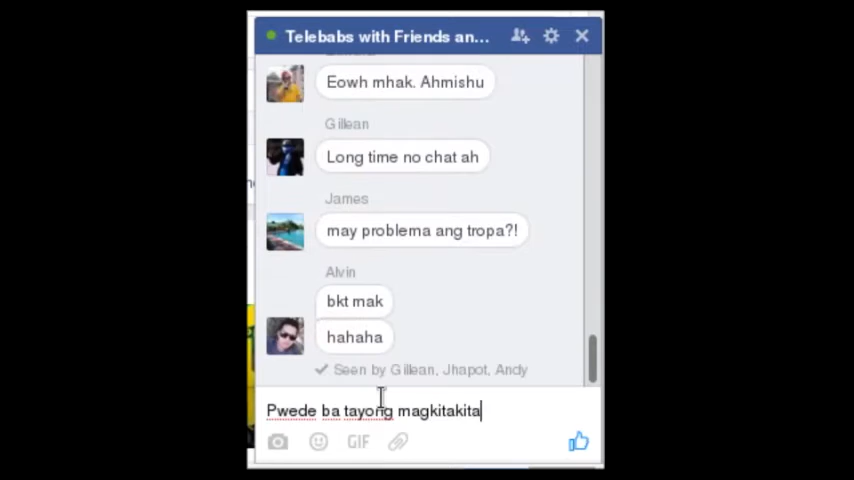 Telebabs with Friends an...
Eowh mhak. Ahmishu
Gillean
Long time no chat ah
James
may problema ang tropa?!
Alvin
bkt mak
hahaha
Seen by Gillean, Jhapot, Andy
Pwede ba tayong magkitakita
GIF